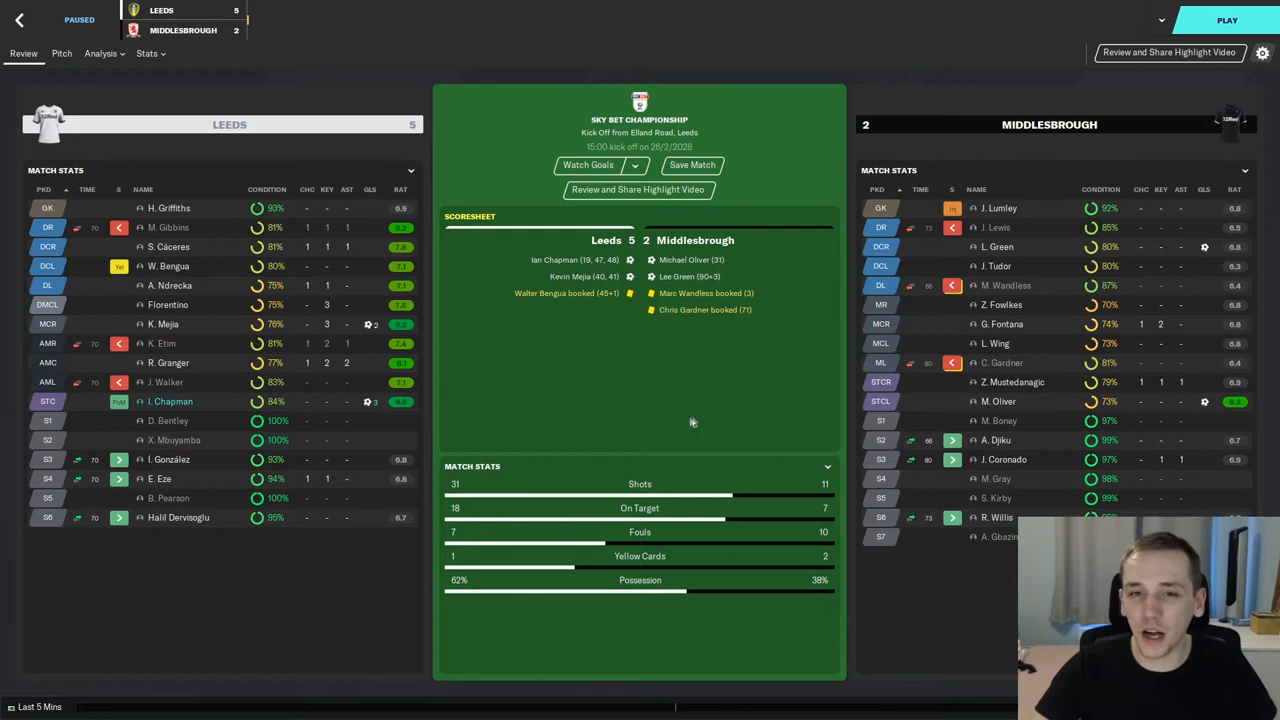 PAUSED
LEEDS 5
MIDDLESBROUGH 2
PLAY
Review Pitch Analysis Stats
Review and Share Highlight Video
LEEDS 5
MATCH STATS
PKD TIME S NAME CONDITION CHC KEY AST GLS RAT
GK H. Griffiths 93% - - - 6.9
DR 70 M. Gibbins 81% 1 1 - 8.2
DCR S. Cáceres 81% 1 1 1 7.8
DCL Yel W. Bengua 80% - - - 7.1
DL A. Ndrecka 75% 1 1 - 7.1
DMCL Florentino 75% - 3 - 7.8
MCR K. Mejia 76% - 3 - 2 9.2
AMR 70 K. Etim 81% 1 2 1 7.4
AMC R. Granger 77% 1 2 2 8.1
AML 70 J. Walker 83% - - - 7.1
STC PoM I. Chapman 84% - - - 3 9.8
S1 D. Bentley 100%
S2 X. Mbuyamba 100%
S3 70 Í. González 93% - - - 6.8
S4 70 E. Eze 94% 1 1 - 6.8
S5 B. Pearson 100%
S6 70 Halil Dervisoglu 95% - - - 6.7
SKY BET CHAMPIONSHIP
Kick Off from Elland Road, Leeds
15:00 kick off on 26/2/2028
Watch Goals
Save Match
Review and Share Highlight Video
SCORESHEET
Leeds 5 2 Middlesbrough
Ian Chapman (19, 47, 48) Michael Oliver (31)
Kevin Mejia (40, 41) Lee Green (90+3)
Walter Bengua booked (45+1) Marc Wandless booked (3)
Chris Gardner booked (71)
MATCH STATS
31 Shots 11
18 On Target 7
7 Fouls 10
1 Yellow Cards 2
62% Possession 38%
2 MIDDLESBROUGH
MATCH STATS
PKD TIME S NAME CONDITION CHC KEY AST GLS RAT
GK Inj J. Lumley 92% - - - 6.8
DR 73 J. Lewis 85% - - - 6.5
DCR L. Green 80% - - - 6.8
DCL J. Tudor 80% - - - 6.3
DL 66 M. Wandless 87% - - - 6.4
MR Z. Fowlkes 70% - - - 6.8
MCR G. Fontana 74% 1 2 - 6.8
MCL L. Wing 73% - - - 6.8
ML 80 C. Gardner 81% - - - 6.4
STCR Z. Mustedanagic 79% 1 1 1 6.9
STCL M. Oliver 73% - - - 8.3
S1 M. Boney 97%
S2 66 A. Djiku 99% - - - 6.7
S3 80 J. Coronado 97% - 1 1 6.9
S4 M. Gray 98%
S5 S. Kirby 99%
S6 73 R. Willis
S7
Last 5 Mins